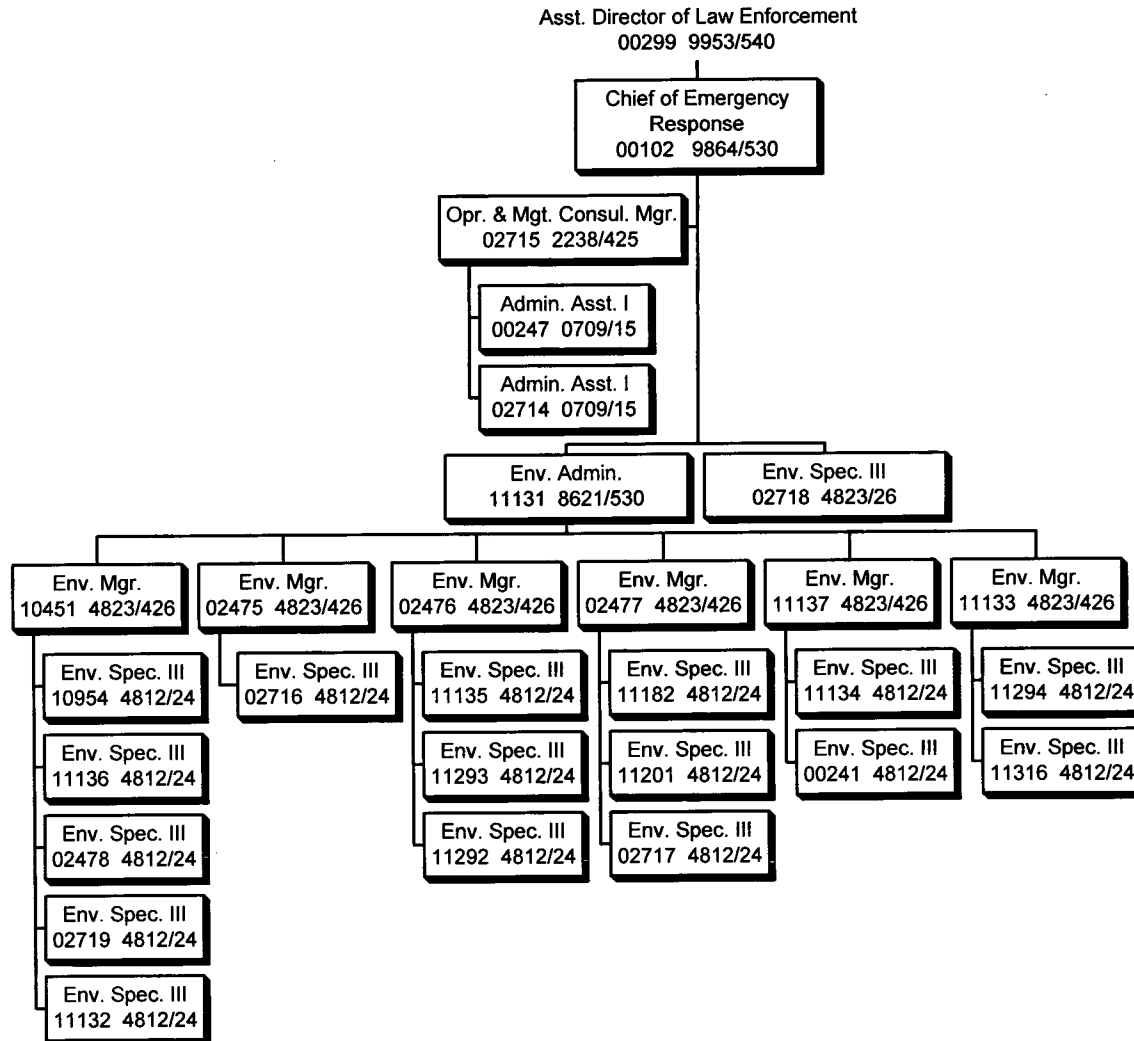 Asst. Director of Law Enforcement
00299 9953/540
Chief of Emergency
Response
00102 9864/530
Opr. & Mgt. Consul. Mgr.
02715 2238/425
Admin. Asst. I
00247 0709/15
Admin. Asst. I
02714 0709/15
Env. Admin.
11131 8621/530
Env. Spec. III
02718 4823/26
Env. Mgr.
10451 4823/426
Env. Spec. III
10954 4812/24
Env. Spec. III
11136 4812/24
Env. Spec. III
02478 4812/24
Env. Spec. III
02719 4812/24
Env. Spec. III
11132 4812/24
Env. Mgr.
02475 4823/426
Env. Spec. III
02716 4812/24
Env. Mgr.
02476 4823/426
Env. Spec. III
11135 4812/24
Env. Spec. III
11293 4812/24
Env. Spec. III
11292 4812/24
Env. Mgr.
02477 4823/426
Env. Spec. III
11182 4812/24
Env. Spec. III
11201 4812/24
Env. Spec. III
02717 4812/24
Env. Mgr.
11137 4823/426
Env. Spec. III
11134 4812/24
Env. Spec. III
00241 4812/24
Env. Mgr.
11133 4823/426
Env. Spec. III
11294 4812/24
Env. Spec. III
11316 4812/24